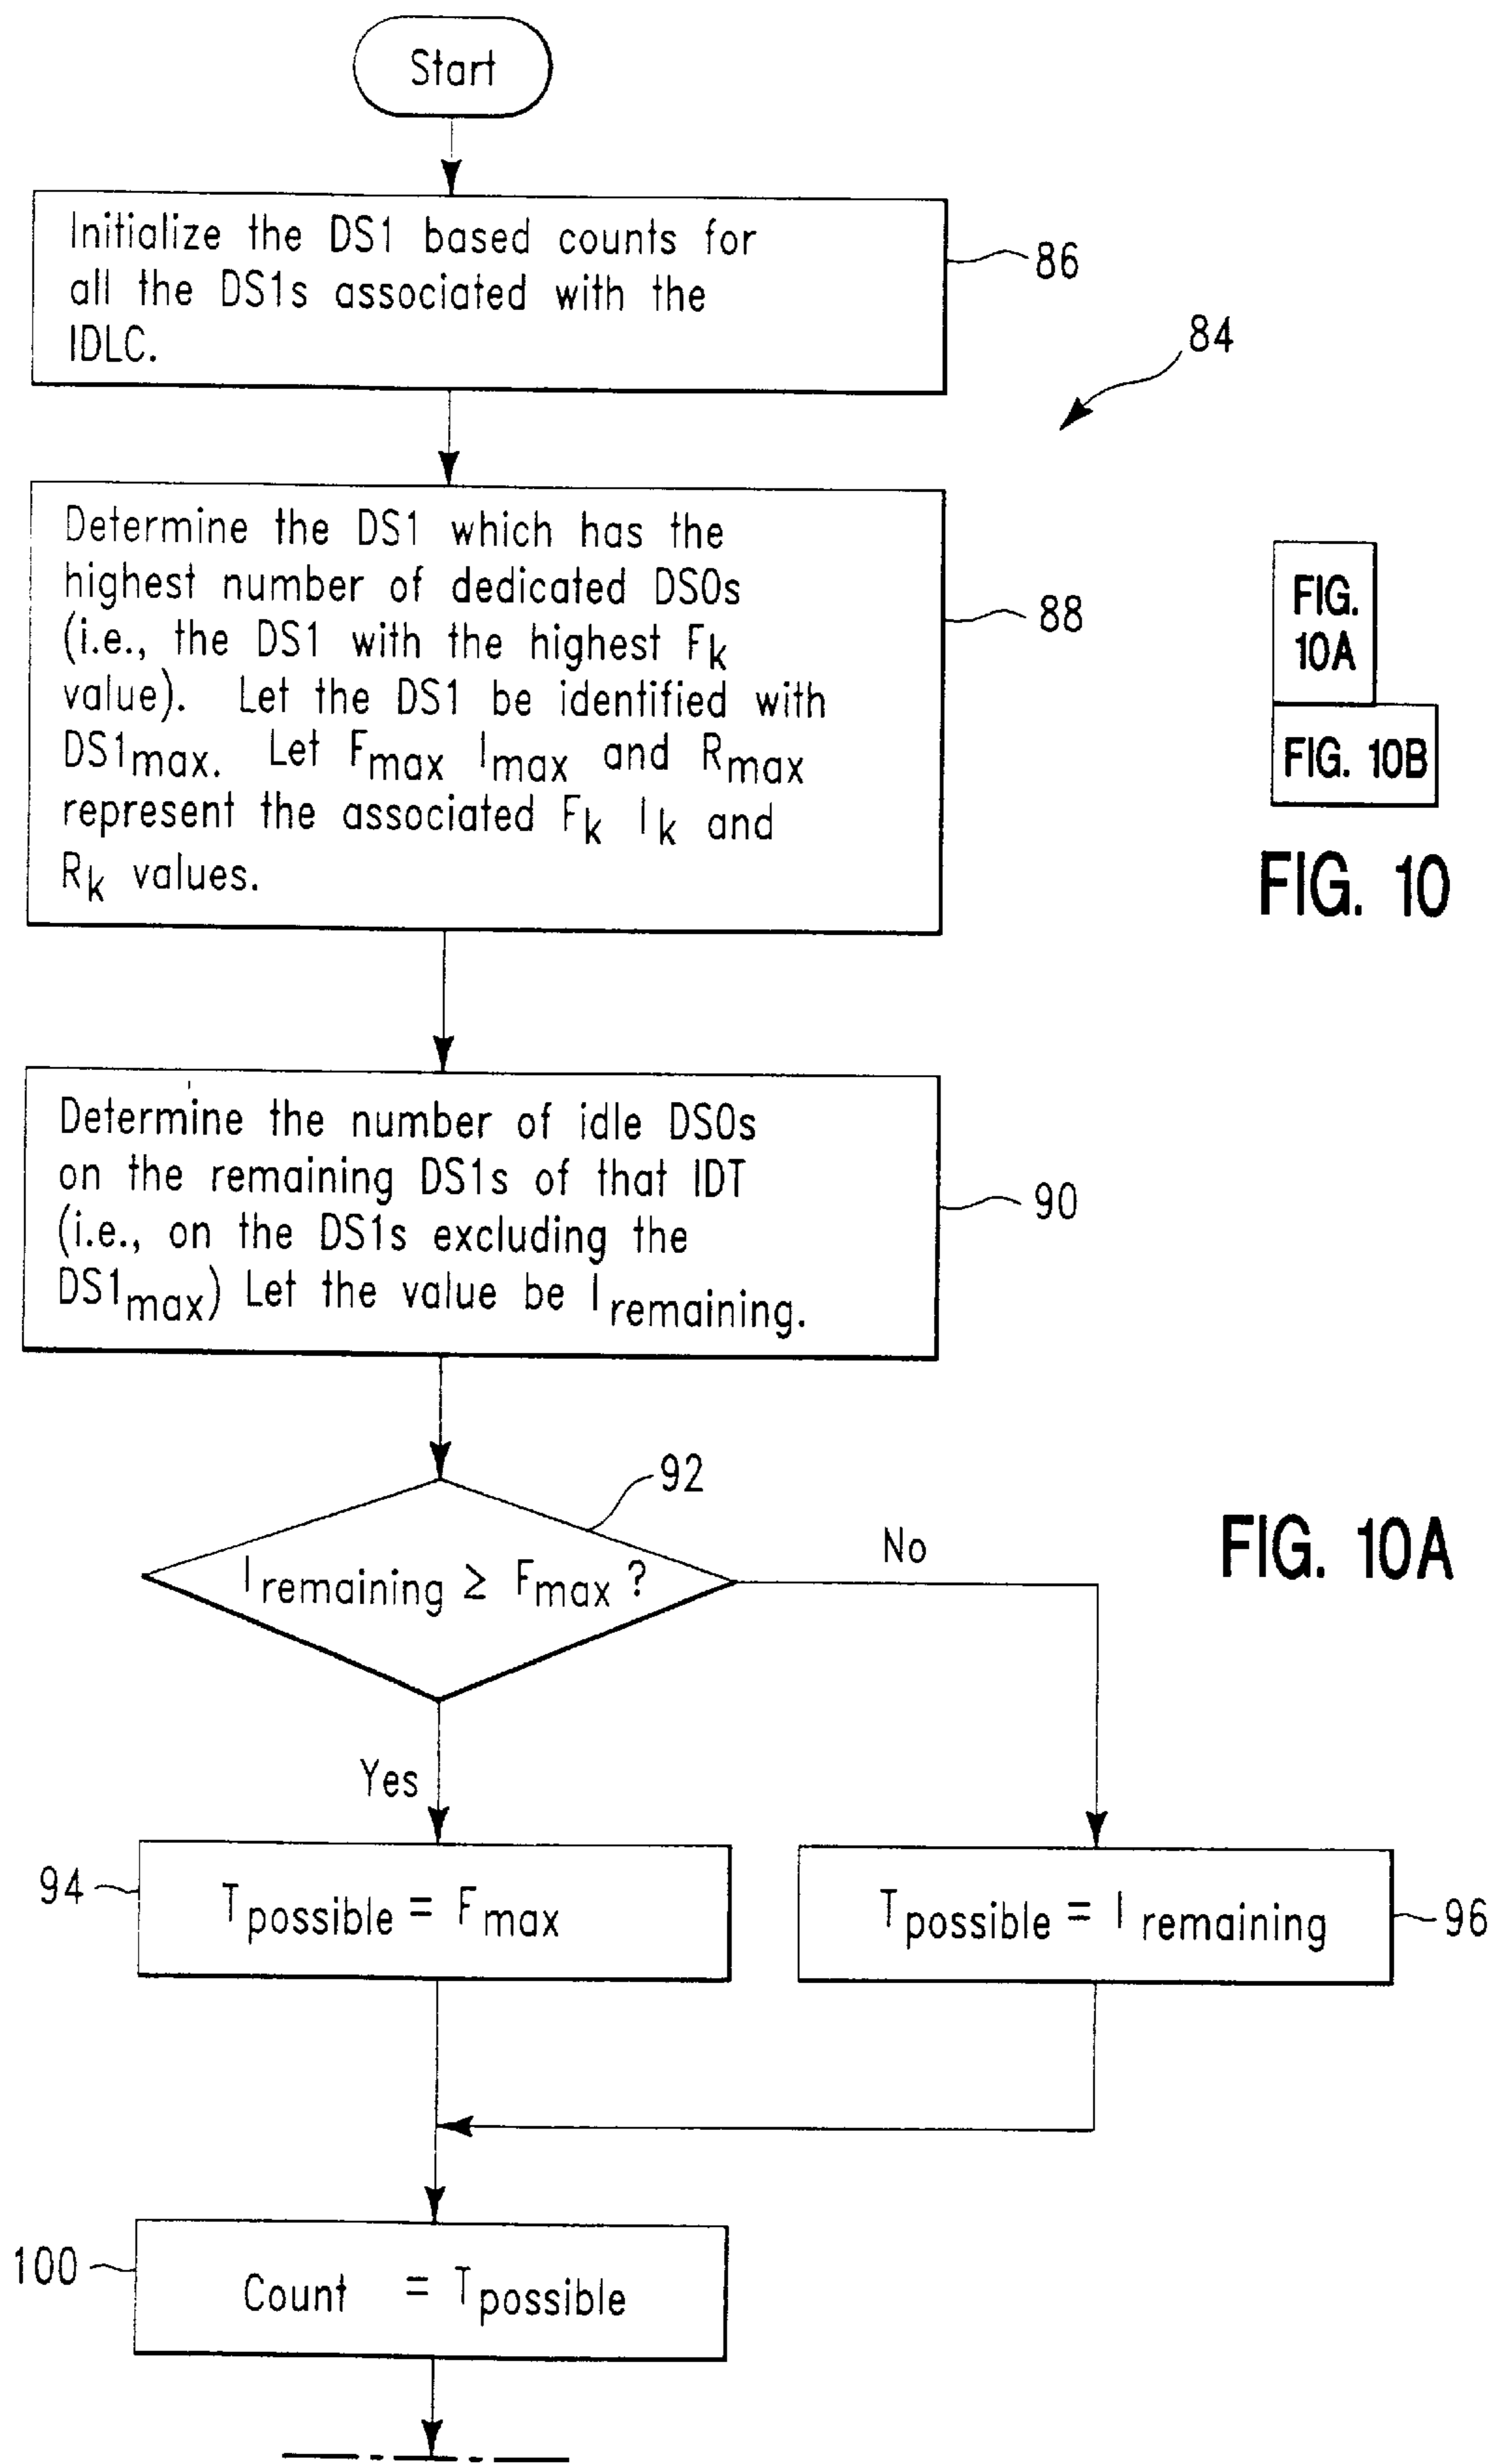 Start
Initialize the DS1 based counts for
all the DS1s associated with the
IDLC.
86
84
Determine the DS1 which has the
highest number of dedicated DS0s
(i.e., the DS1 with the highest Fk
value). Let the DS1 be identified with
DS1max. Let Fmax Imax and Rmax
represent the associated Fk Ik and
Rk values.
88
FIG.
10A
FIG. 10B
FIG. 10
Determine the number of idle DS0s
on the remaining DS1s of that IDT
(i.e., on the DS1s excluding the
DS1max) Let the value be Iremaining.
90
92
Iremaining ≥ Fmax ?
No
FIG. 10A
Yes
94
Tpossible = Fmax
Tpossible = Iremaining
96
100
Count = Tpossible